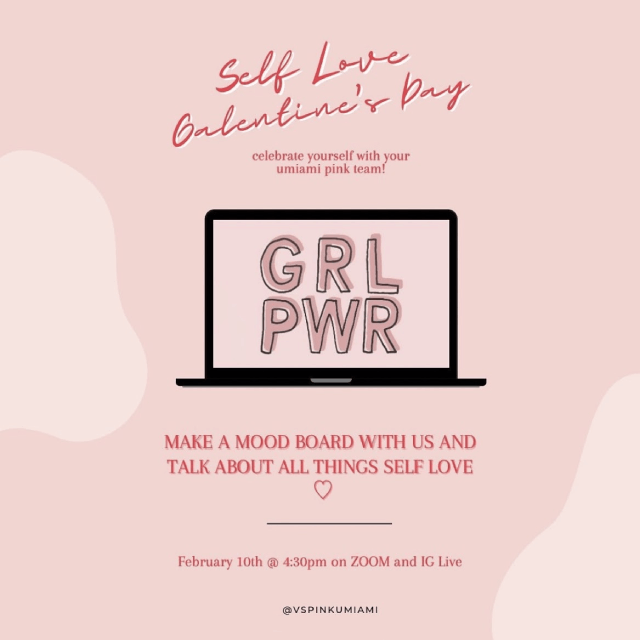 Self Love
Galentine's Day
celebrate yourself with your
umiami pink team!
GRL
PWR
MAKE A MOOD BOARD WITH US AND
TALK ABOUT ALL THINGS SELF LOVE
♡
February 10th @ 4:30pm on ZOOM and IG Live
@VSPINKUMIAMI